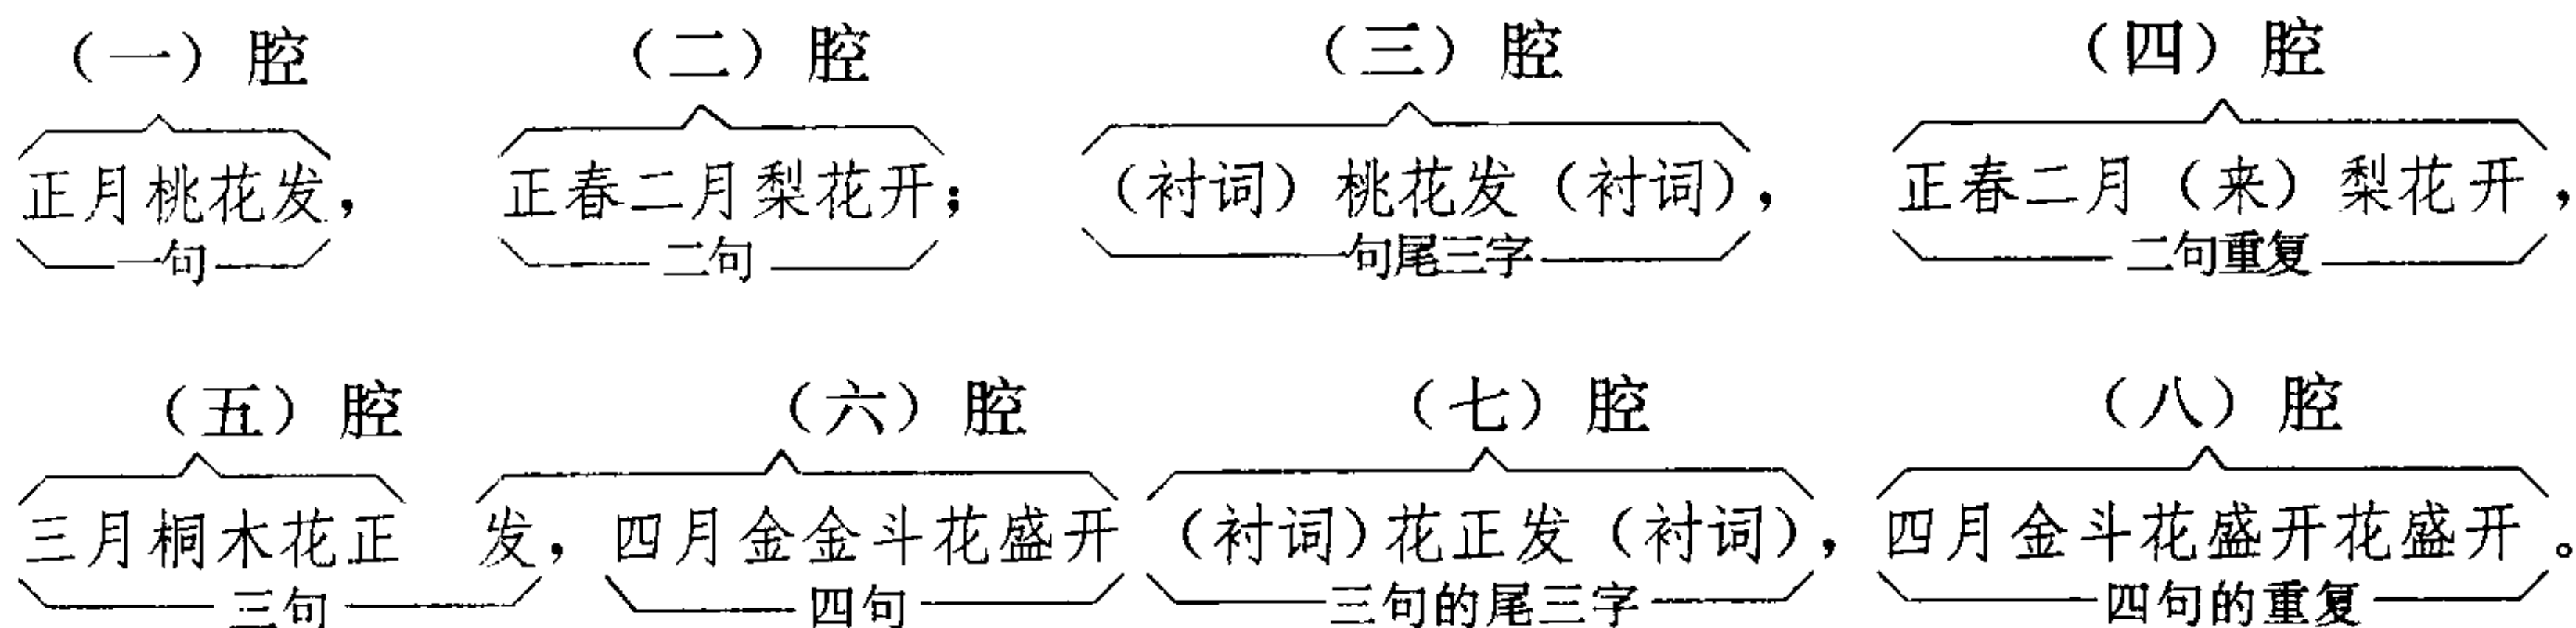 （一）腔 （二）腔 （三）腔 （四）腔
正月桃花发， 正春二月梨花开； （衬词）桃花发（衬词）， 正春二月（来）梨花开，
一句 二句 一句尾三字 二句重复
（五）腔 （六）腔 （七）腔 （八）腔
三月桐木花正 发，四月金金斗花盛开 （衬词）花正发（衬词）， 四月金斗花盛开花盛开。
三句 四句 三句的尾三字 四句的重复